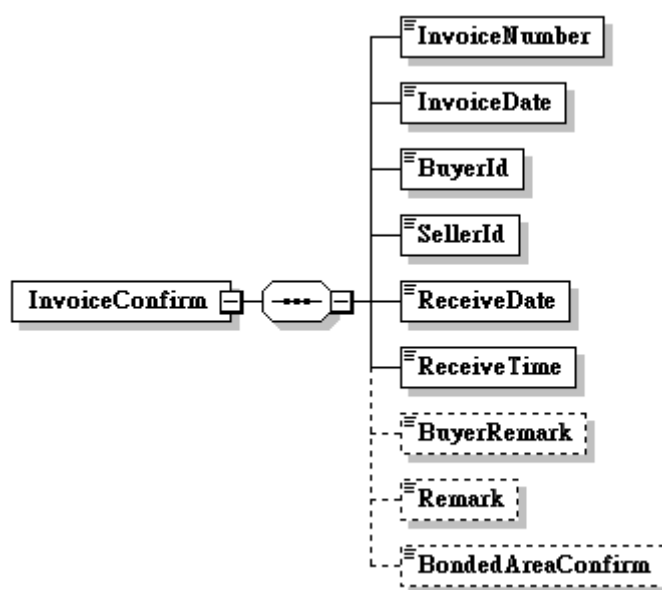 InvoiceNumber
InvoiceDate
BuyerId
SellerId
InvoiceConfirm
ReceiveDate
ReceiveTime
BuyerRemark
Remark
BondedAreaConfirm